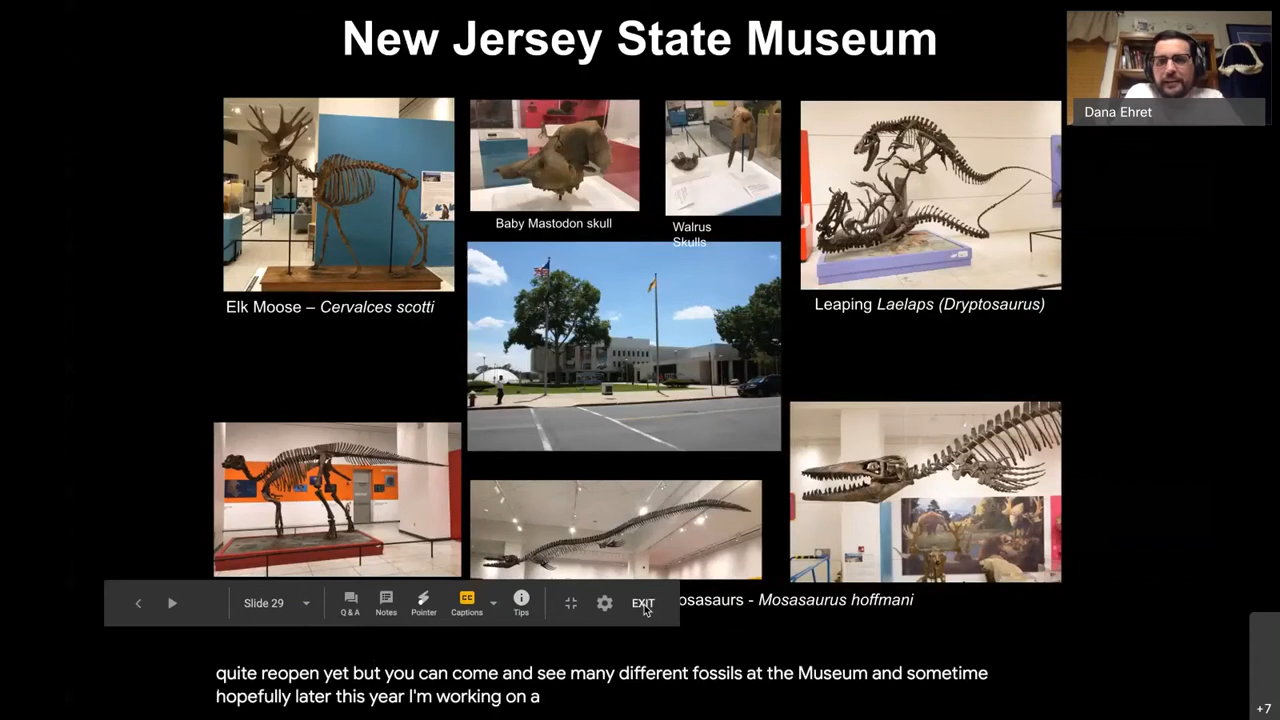 New Jersey State Museum
Dana Ehret
Baby Mastodon skull
Walrus
Skulls
Elk Moose – Cervalces scotti
Leaping Laelaps (Dryptosaurus)
Slide 29
Q & A
Notes
Pointer
CC
Captions
Tips
EXIT
osasaurs - Mosasaurus hoffmani
quite reopen yet but you can come and see many different fossils at the Museum and sometime
hopefully later this year I'm working on a
+7